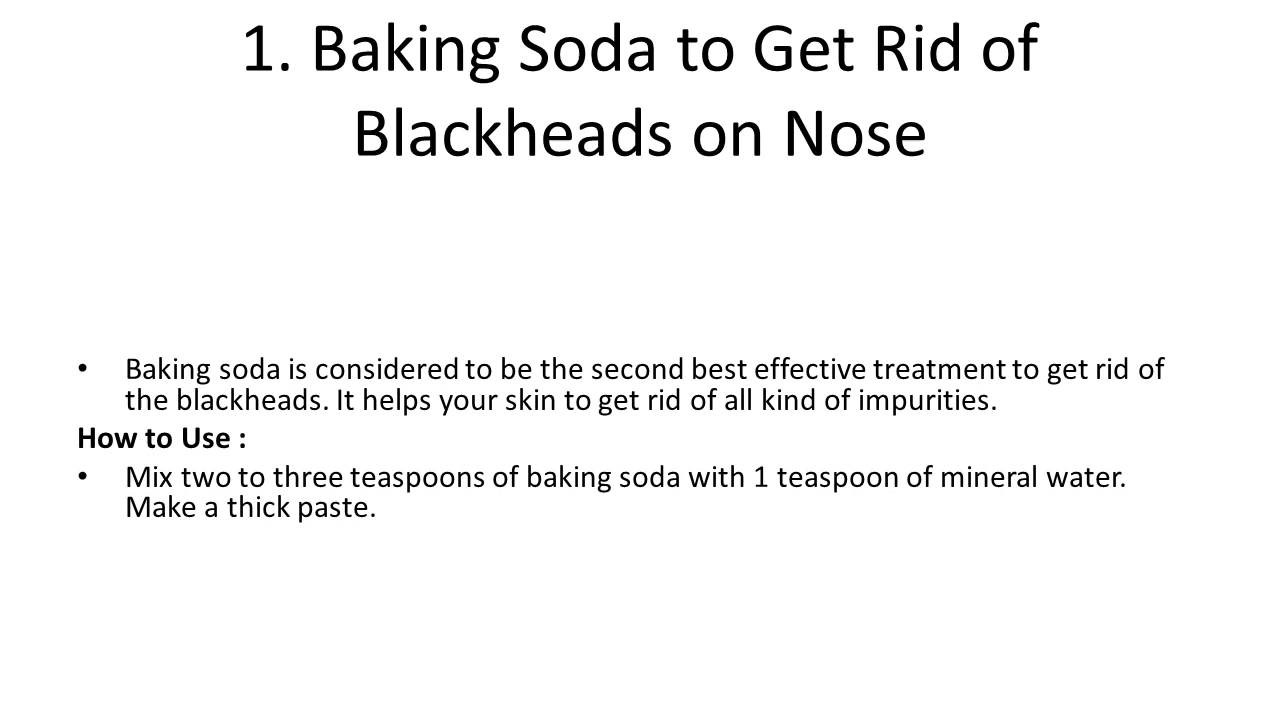 1. Baking Soda to Get Rid of
Blackheads on Nose
• Baking soda is considered to be the second best effective treatment to get rid of
the blackheads. It helps your skin to get rid of all kind of impurities.
How to Use :
• Mix two to three teaspoons of baking soda with 1 teaspoon of mineral water.
Make a thick paste.